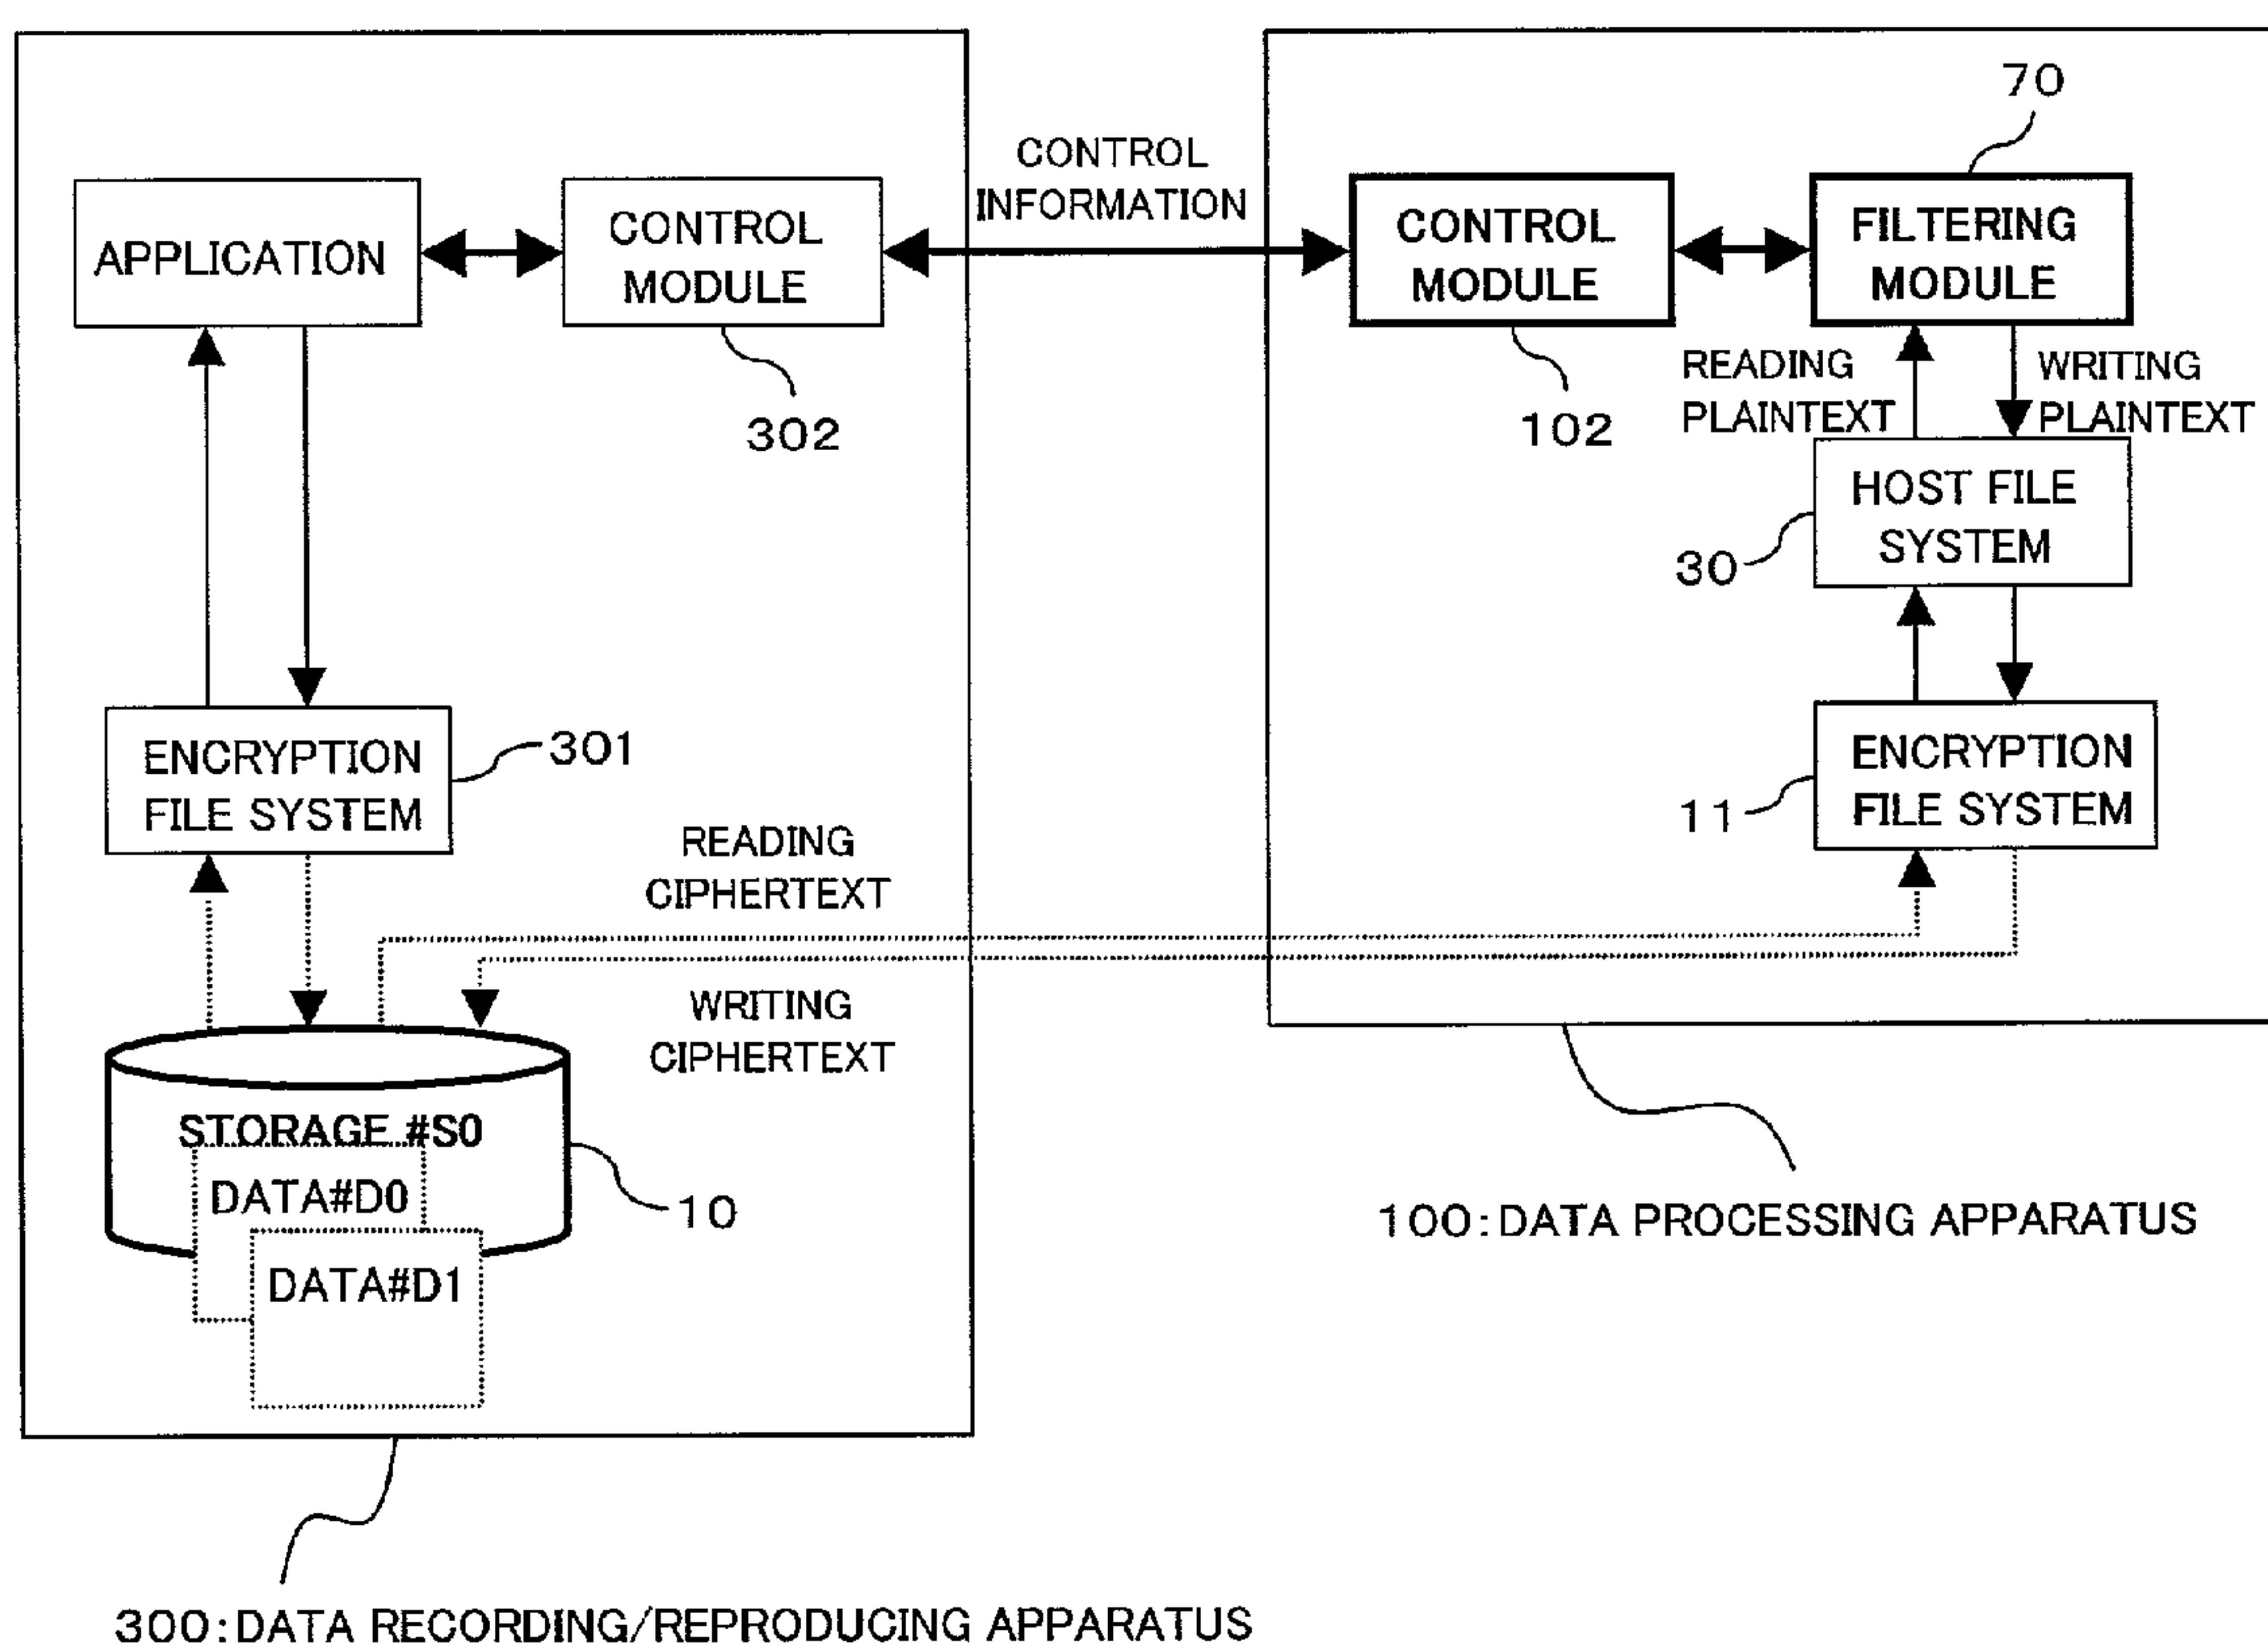 70
CONTROL
INFORMATION
APPLICATION
CONTROL
MODULE
302
CONTROL
MODULE
102
FILTERING
MODULE
READING
PLAINTEXT
WRITING
PLAINTEXT
HOST FILE
SYSTEM
30
ENCRYPTION
FILE SYSTEM
301
ENCRYPTION
FILE SYSTEM
11
READING
CIPHERTEXT
WRITING
CIPHERTEXT
STORAGE #S0
DATA#D0
DATA#D1
10
100:DATA PROCESSING APPARATUS
300:DATA RECORDING/REPRODUCING APPARATUS